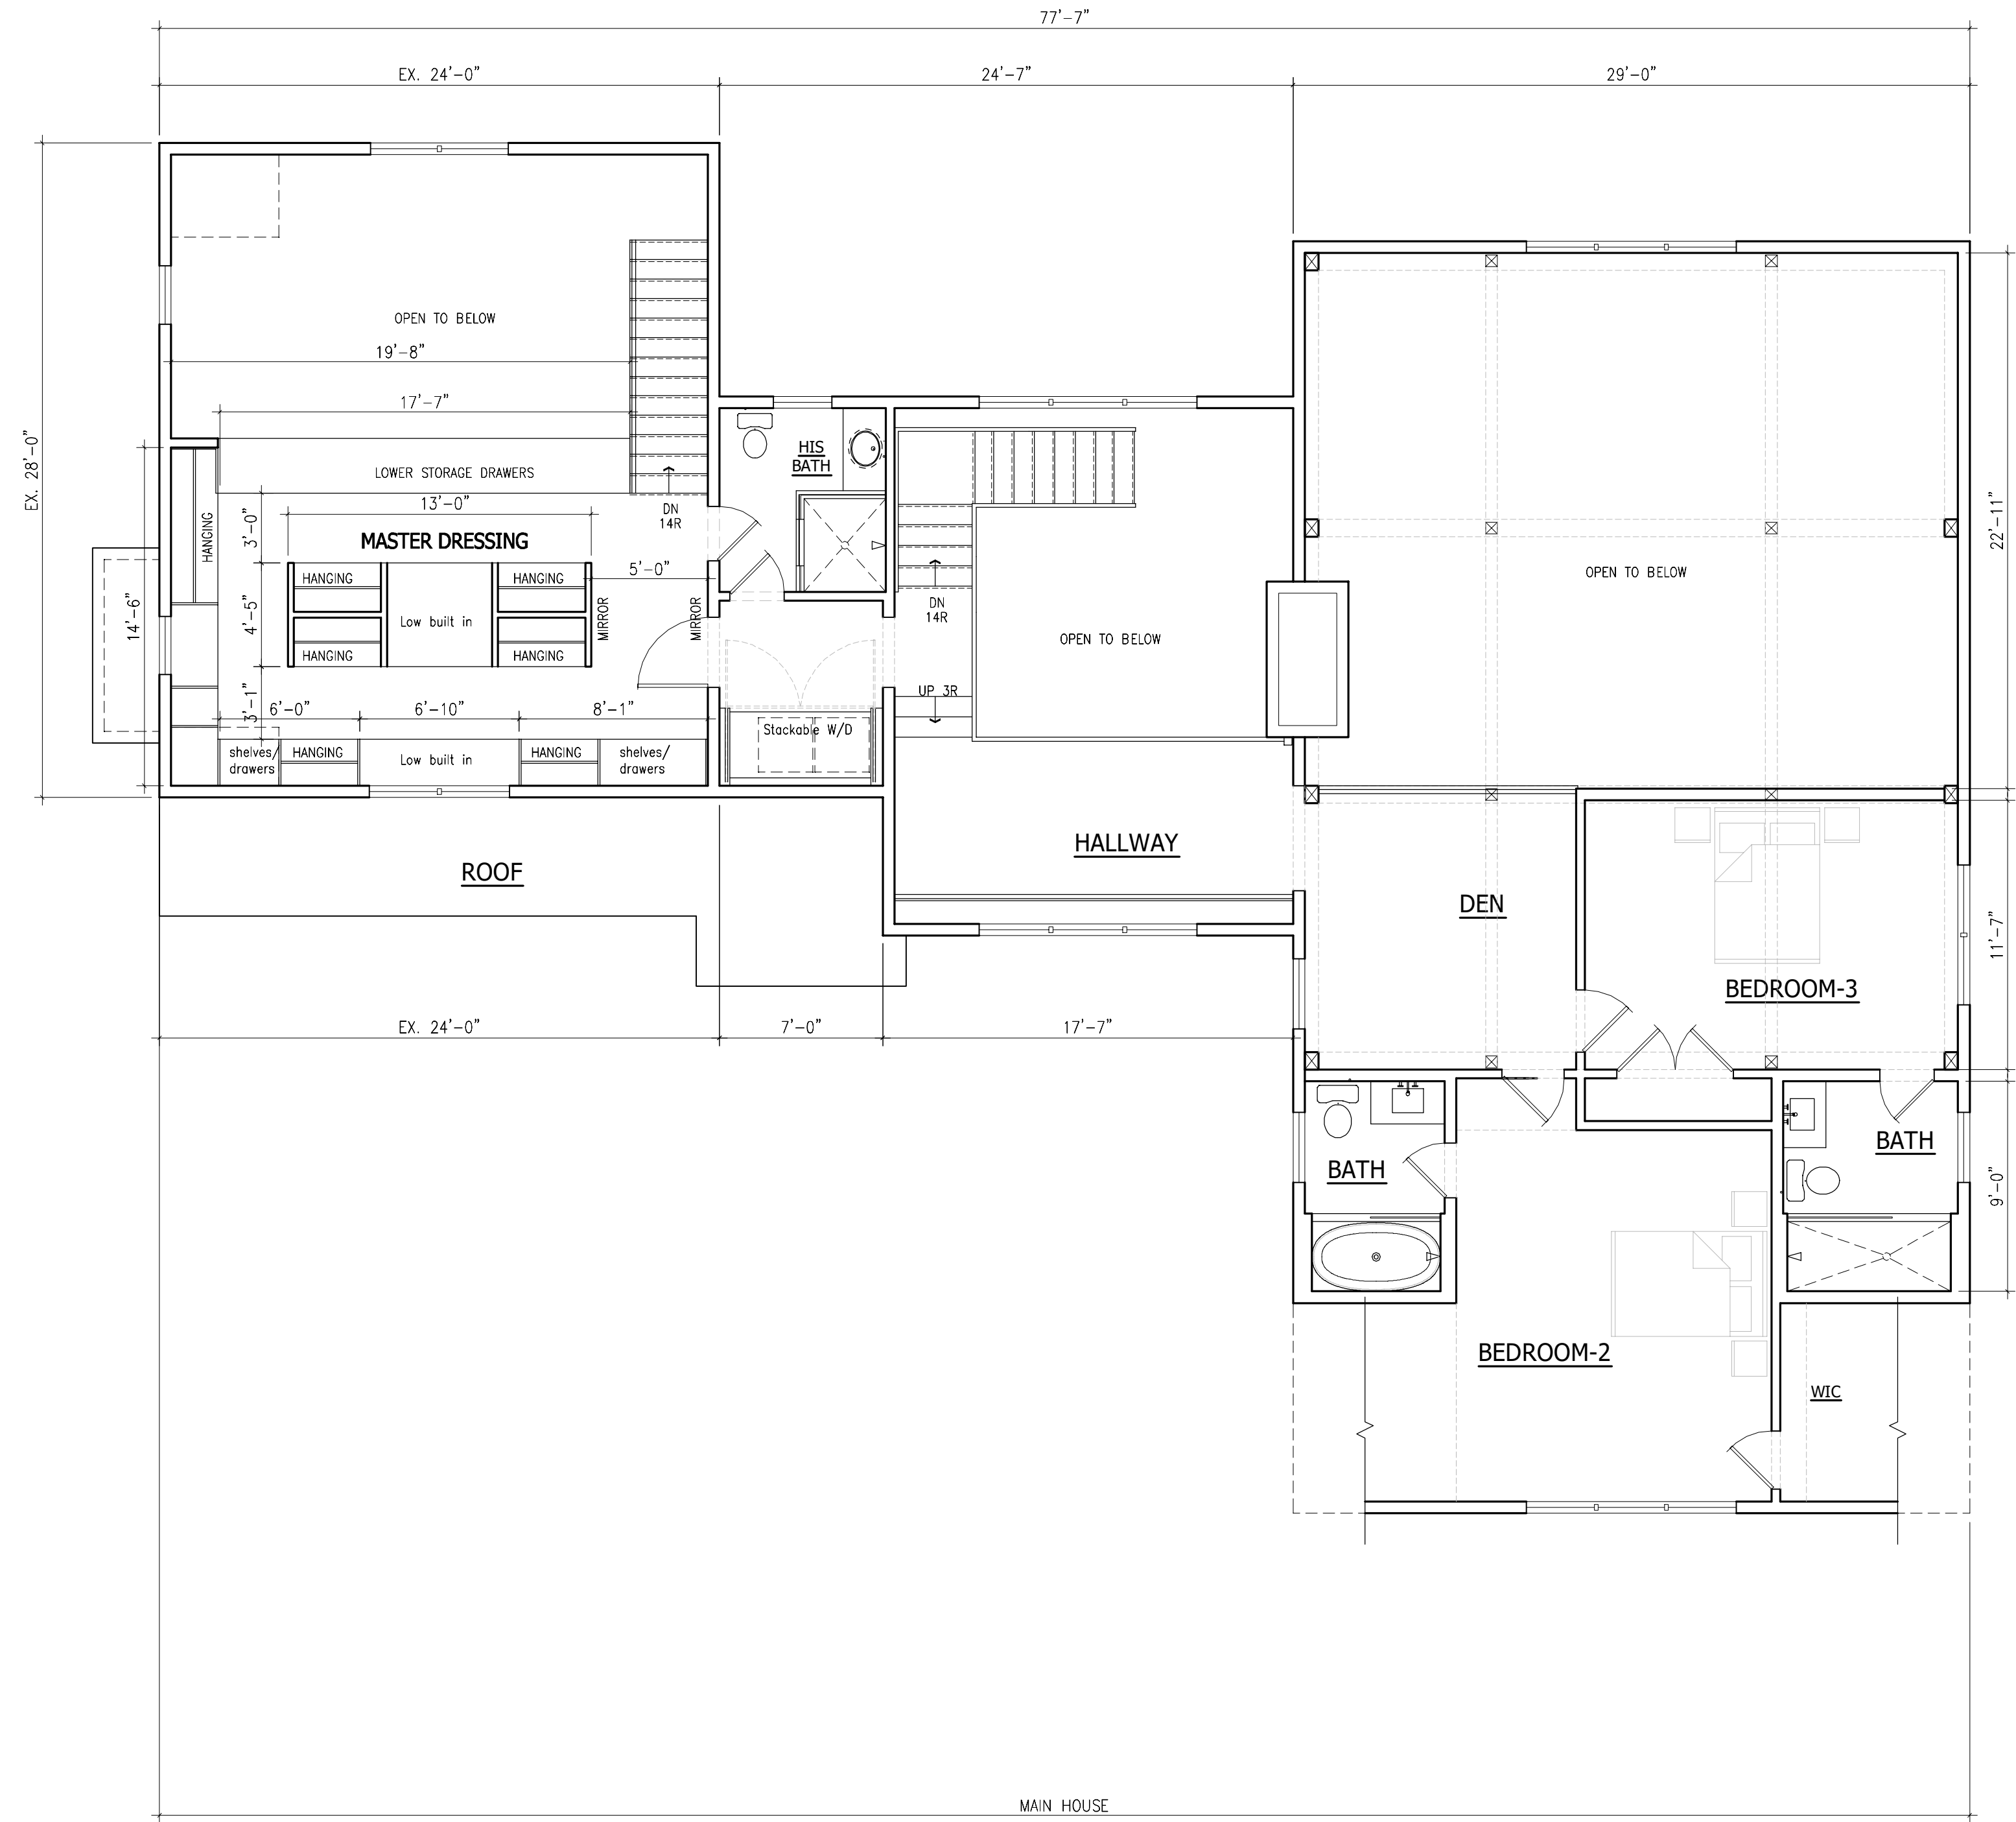 77'-7"
EX. 24'-0"
24'-7"
29'-0"
EX. 28'-0"
OPEN TO BELOW
19'-8"
17'-7"
LOWER STORAGE DRAWERS
13'-0"
DN
14R
HIS
BATH
HANGING
3'-0"
MASTER DRESSING
22'-11"
OPEN TO BELOW
HANGING
HANGING
5'-0"
14'-6"
4'-5"
Low built in
MIRROR
MIRROR
DN
14R
OPEN TO BELOW
HANGING
HANGING
UP 3R
3'-1"
6'-0"
6'-10"
8'-1"
Stackable W/D
shelves/
drawers
HANGING
Low built in
HANGING
shelves/
drawers
HALLWAY
ROOF
DEN
11'-7"
BEDROOM-3
EX. 24'-0"
7'-0"
17'-7"
BATH
BATH
9'-0"
BEDROOM-2
WIC
MAIN HOUSE